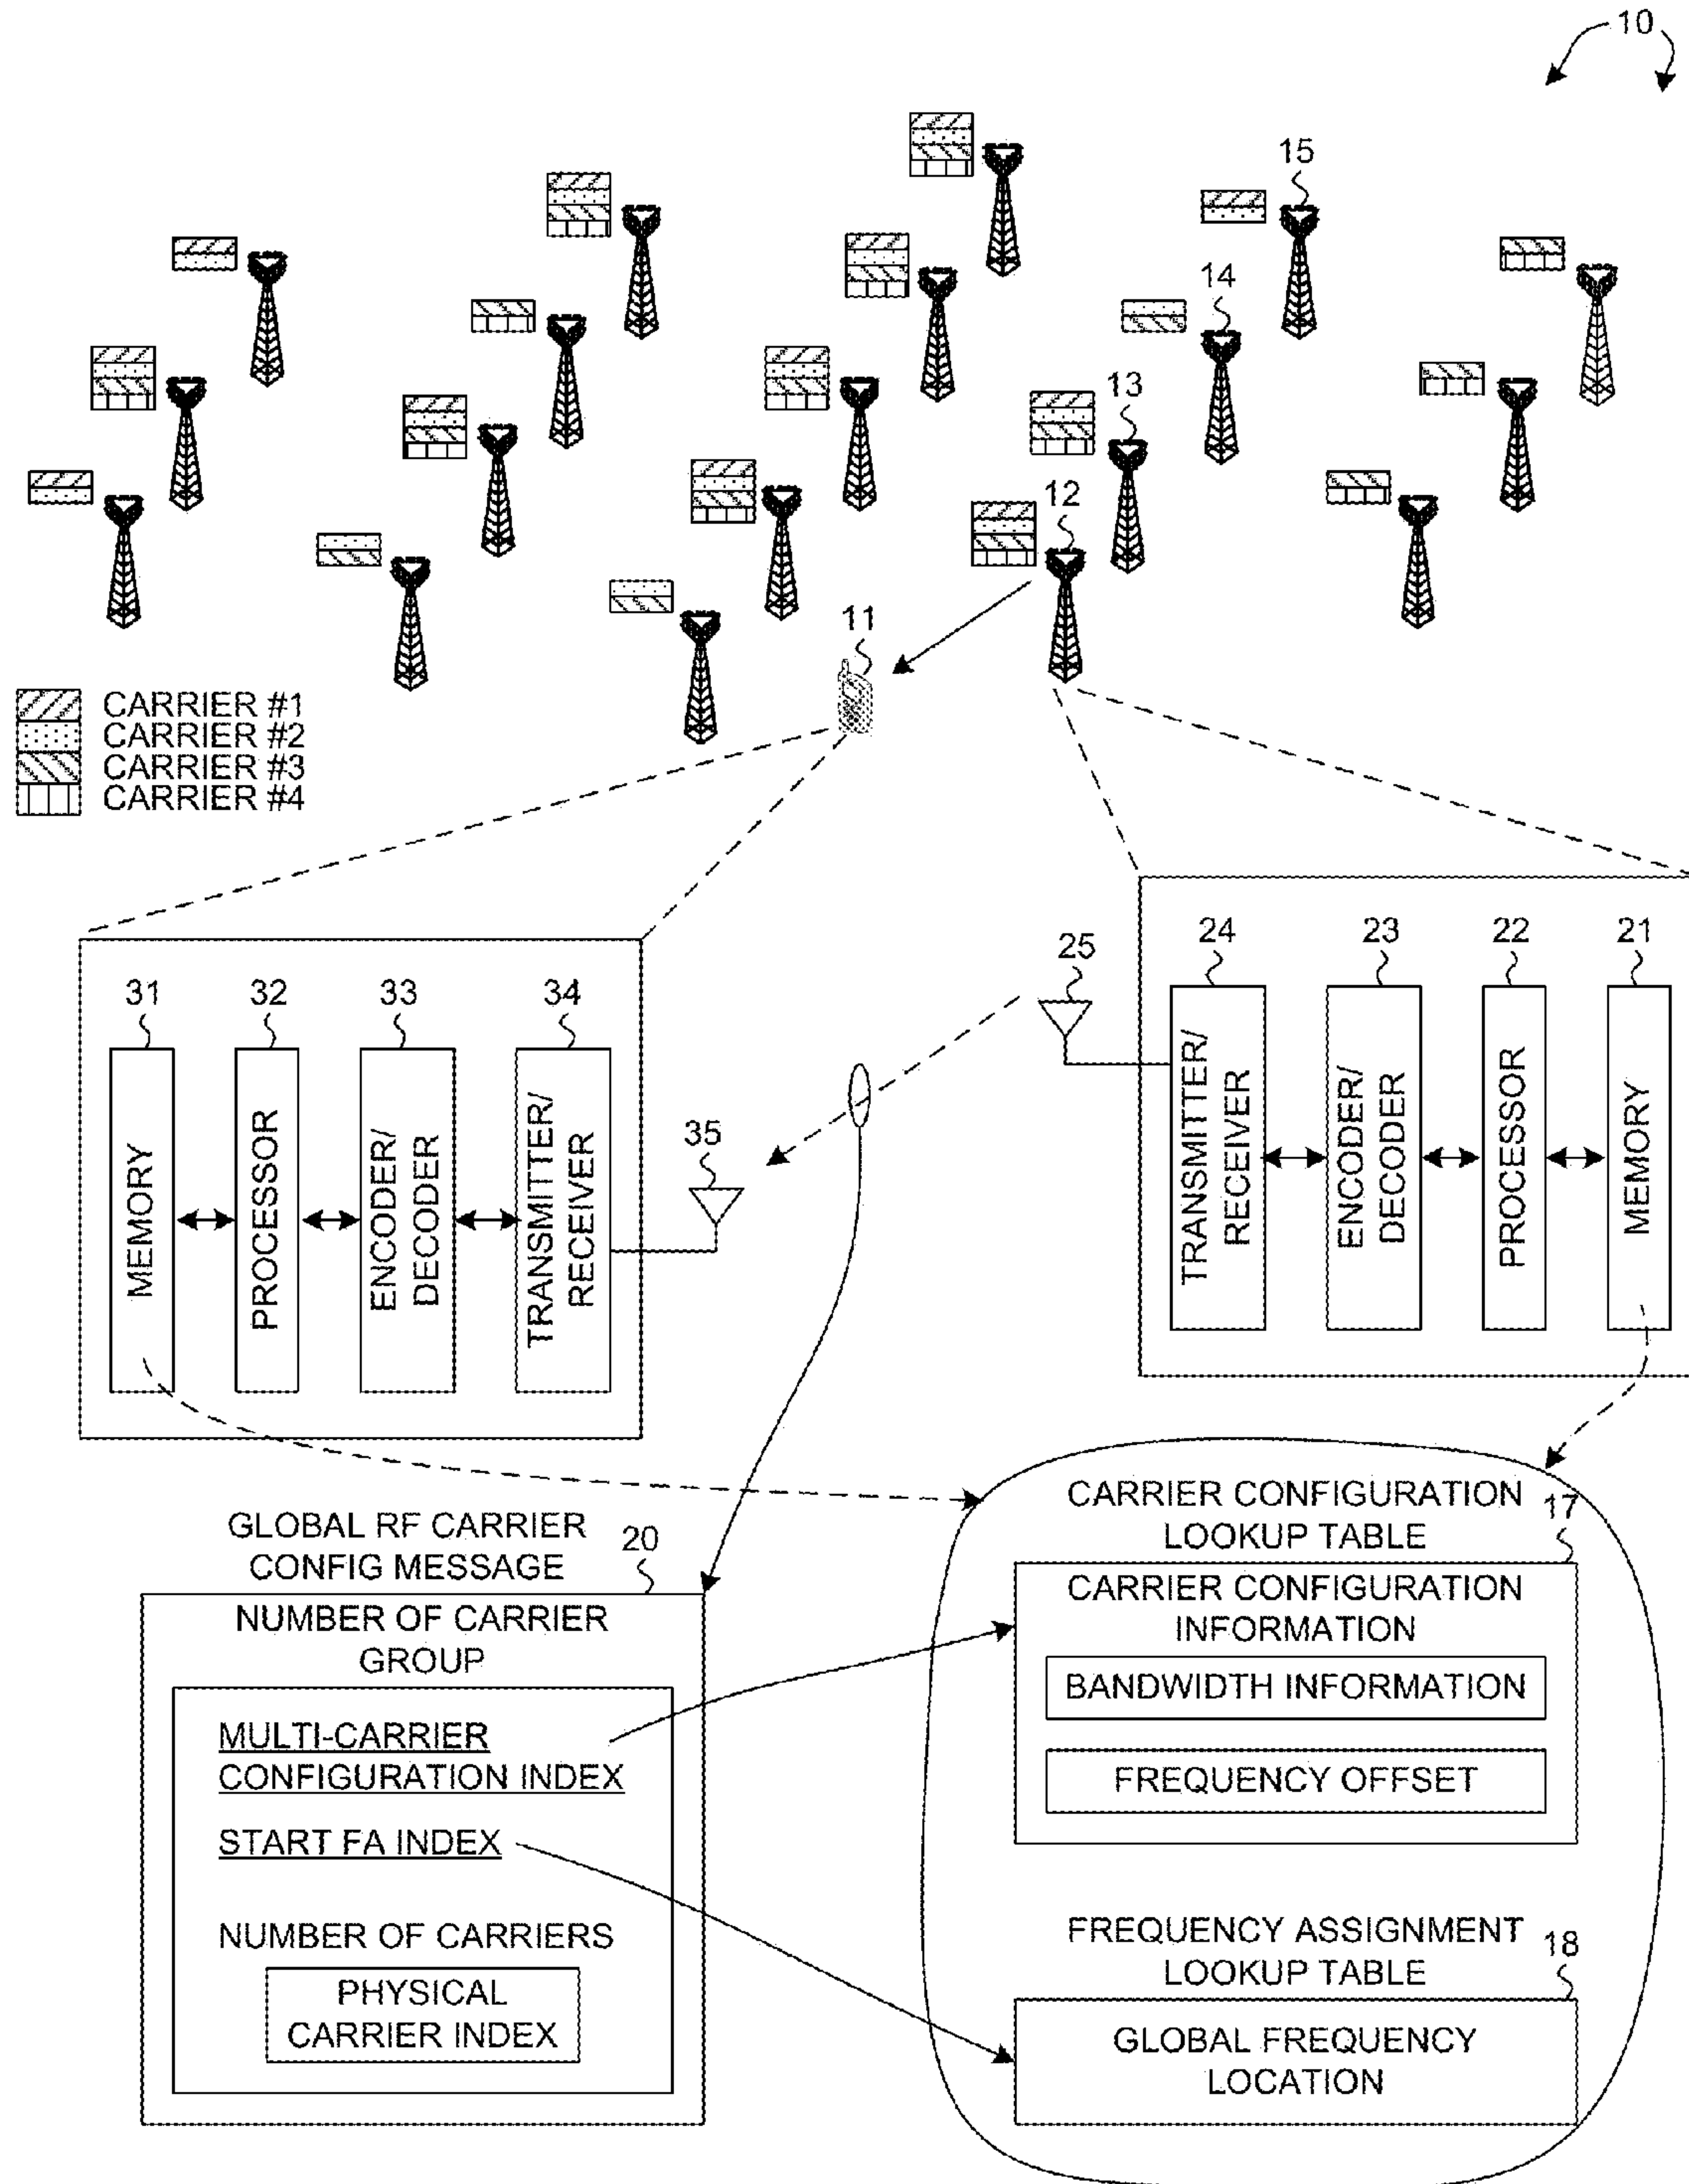 10
15
14
13
12
11
CARRIER #1
CARRIER #2
CARRIER #3
CARRIER #4
25
24
23
22
21
TRANSMITTER/
RECEIVER
ENCODER/
DECODER
PROCESSOR
MEMORY
31
32
33
34
35
MEMORY
PROCESSOR
ENCODER/
DECODER
TRANSMITTER/
RECEIVER
GLOBAL RF CARRIER
CONFIG MESSAGE
20
NUMBER OF CARRIER
GROUP
MULTI-CARRIER
CONFIGURATION INDEX
START FA INDEX
NUMBER OF CARRIERS
PHYSICAL
CARRIER INDEX
CARRIER CONFIGURATION
LOOKUP TABLE
17
CARRIER CONFIGURATION
INFORMATION
BANDWIDTH INFORMATION
FREQUENCY OFFSET
FREQUENCY ASSIGNMENT
LOOKUP TABLE
18
GLOBAL FREQUENCY
LOCATION